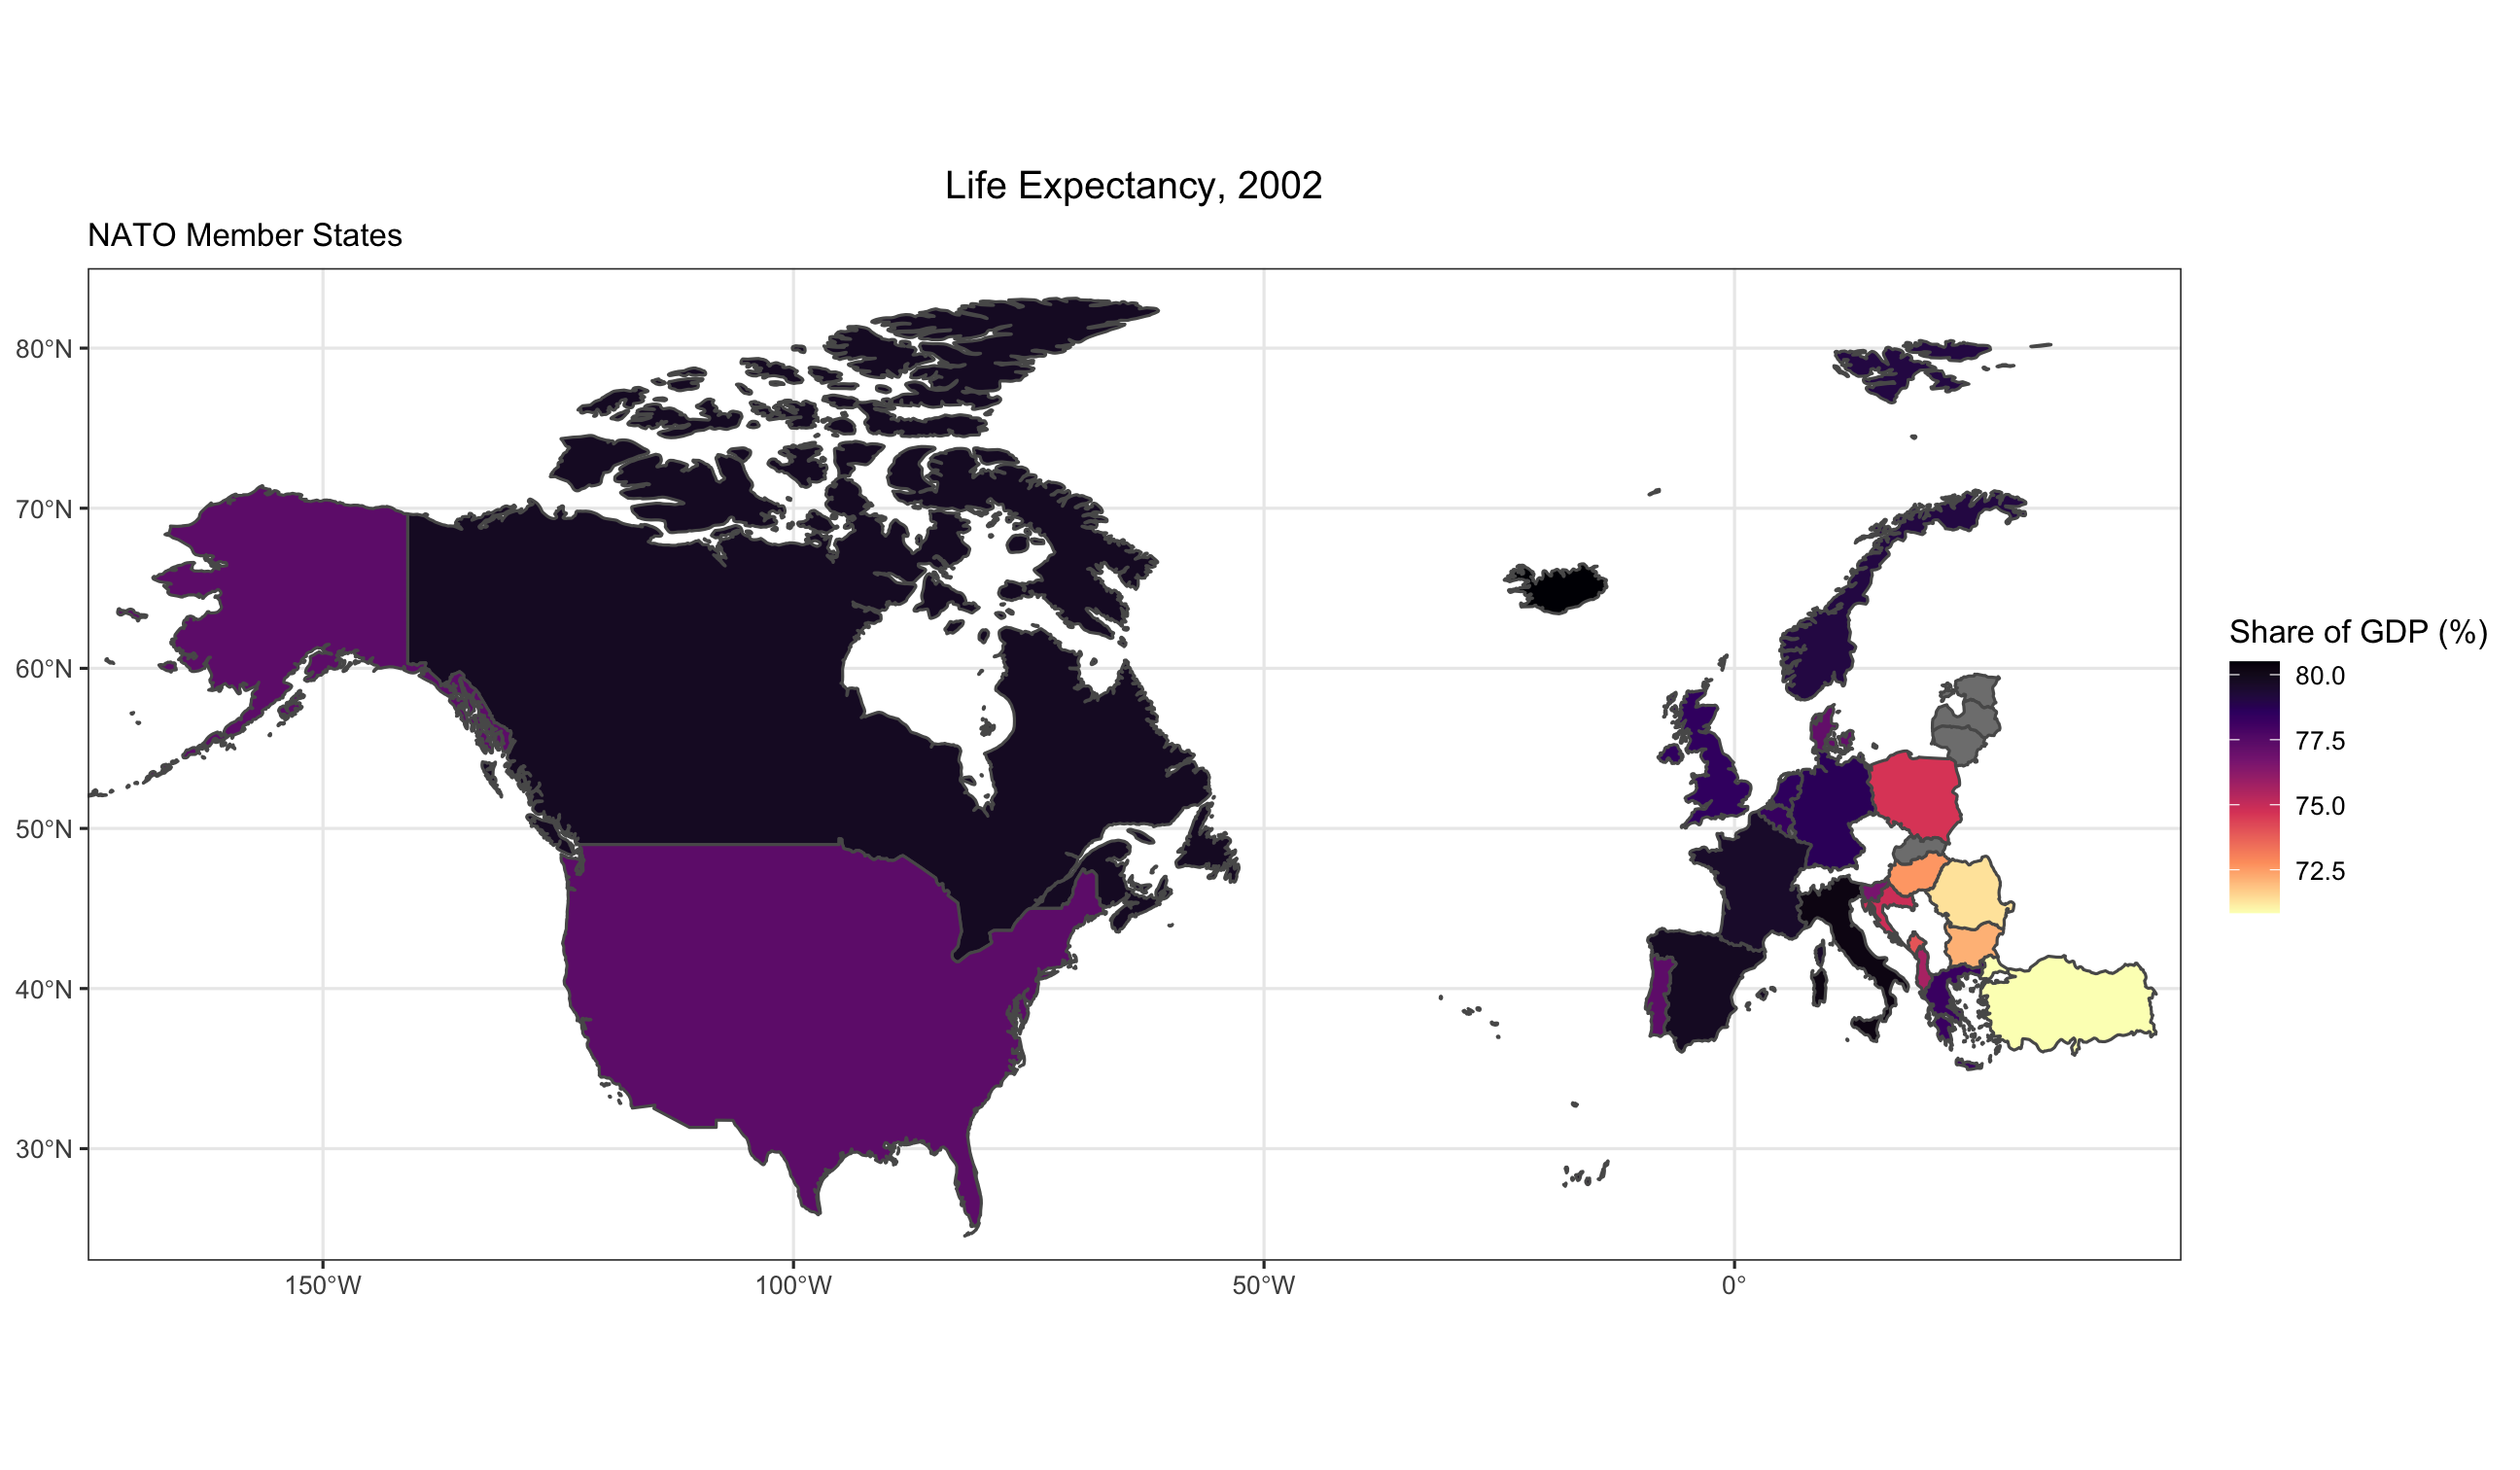 Life Expectancy, 2002
NATO Member States
80°N
70°N
60°N
50°N
40°N
30°N
150°W
100°W
50°W
0°
Share of GDP (%)
80.0
77.5
75.0
72.5